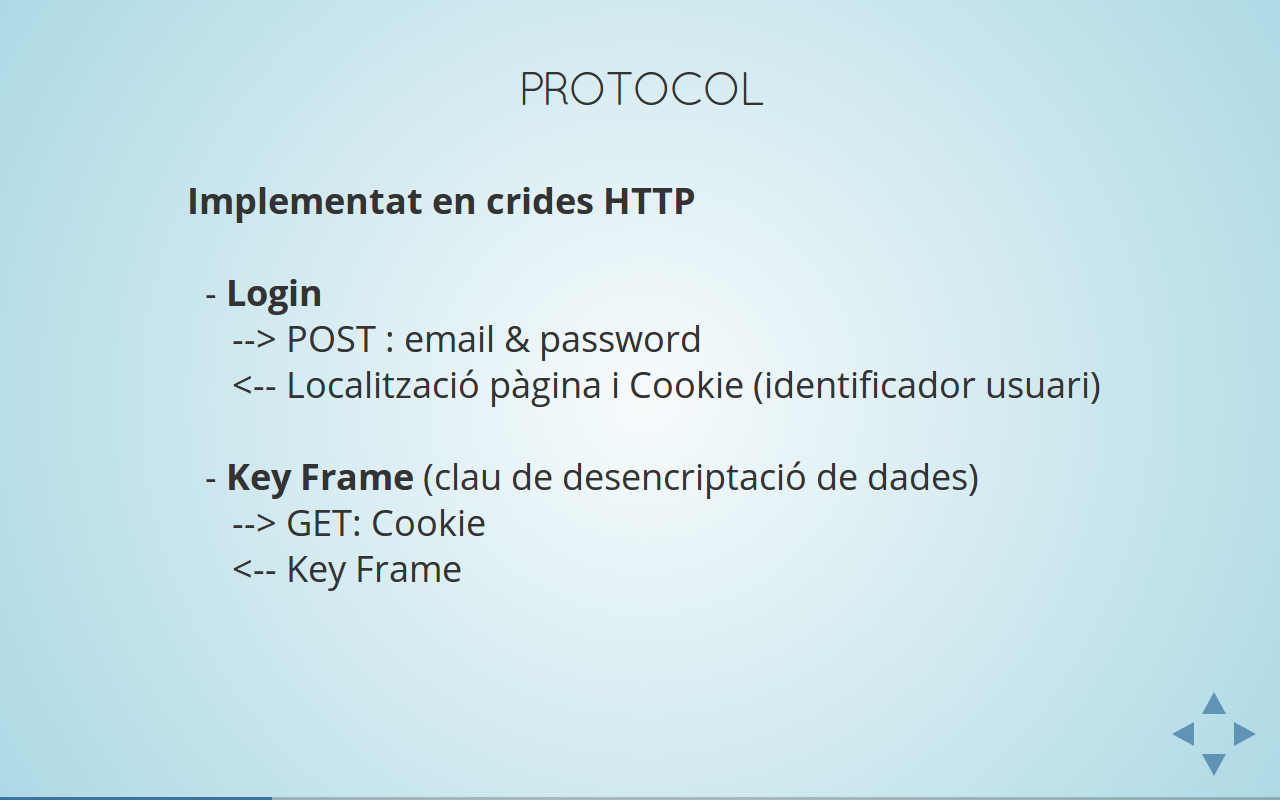 PROTOCOL
Implementat en crides HTTP
- Login
--> POST : email & password
<-- Localització pàgina i Cookie (identificador usuari)
- Key Frame (clau de desencriptació de dades)
--> GET: Cookie
<-- Key Frame